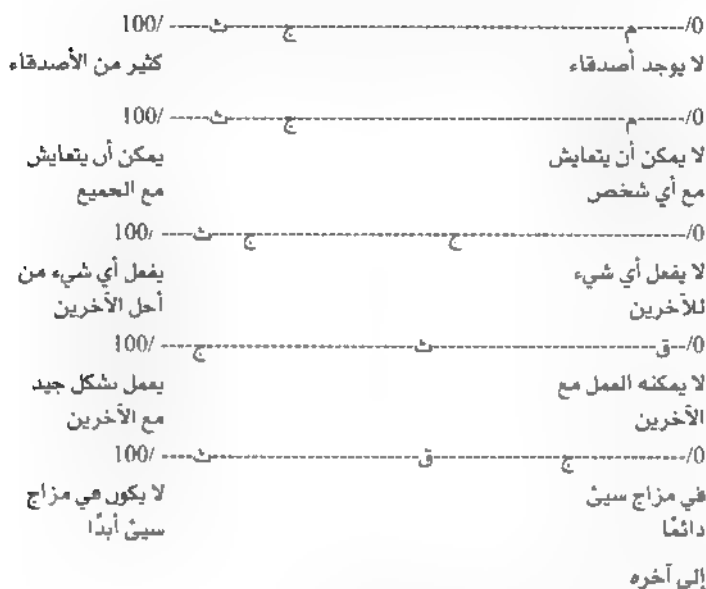 0/------م----------------------------------ج--------ث-----/100
لا يوجد أصدقاء كثير من الأصدقاء
0/------م----------------------------------ج--------ث-----/100
لا يمكن أن يتعايش يمكن أن يتعايش
مع أي شخص مع الجميع
0/------------------------ج--------------------ج-----ث-----/100
لا يفعل أي شيء يفعل أي شيء من
للآخرين أجل الآخرين
0/--ق------------------------ث----------------------ج----/100
لا يمكنه العمل مع يعمل بشكل جيد
الآخرين مع الآخرين
0/------------ج--------------ق--------------------ث-----/100
في مزاج سيئ لا يكون في مزاج
دائمًا سيئ أبدًا
إلى آخره